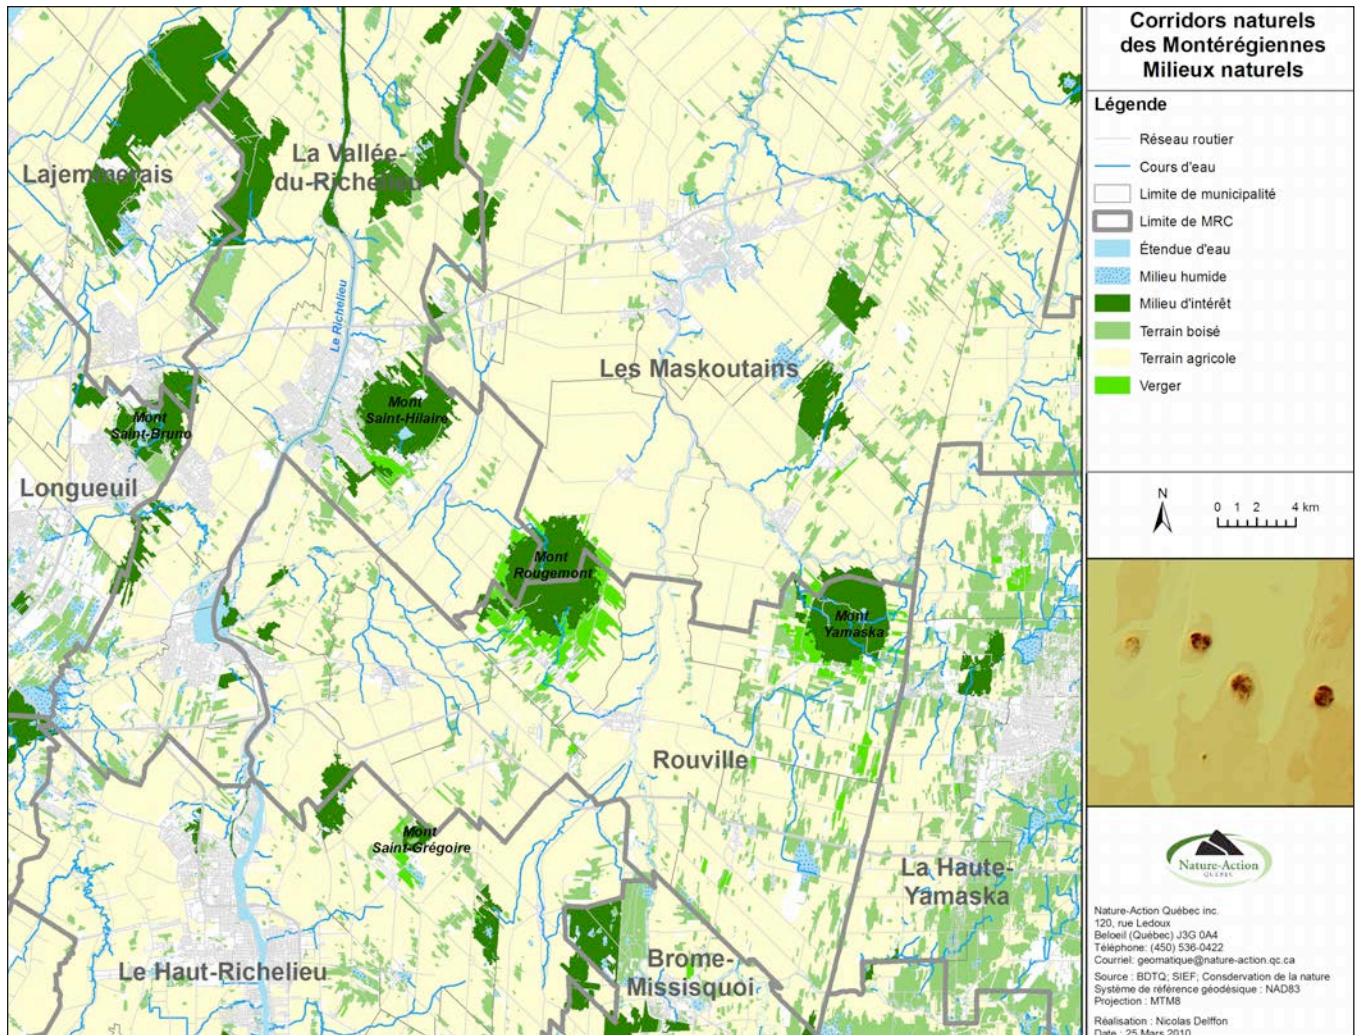 Corridors naturels
des Montérégiennes
Milieux naturels
Légende
Réseau routier
Cours d'eau
Limite de municipalité
Limite de MRC
Étendue d'eau
Milieu humide
Milieu d'intérêt
Terrain boisé
Terrain agricole
Verger
N
0 1 2 4 km
Nature-Action
QUÉBEC
Nature-Action Québec inc.
120, rue Ledoux
Beloeil (Québec) J3G 0A4
Téléphone: (450) 536-0422
Courriel: geomatique@nature-action.qc.ca
Source : BDTQ; SIEF; Consdervation de la nature
Système de référence géodésique : NAD83
Projection : MTM8
Réalisation : Nicolas Delffon
Date : 25 Mars 2010
Lajemmerais
La Vallée-
du-Richelieu
Le Richelieu
Les Maskoutains
Mont
Saint-Hilaire
Mont
Saint-Bruno
Longueuil
Mont
Rougemont
Mont
Yamaska
Rouville
Mont
Saint-Grégoire
La Haute-
Yamaska
Le Haut-Richelieu
Brome-
Missisquoi